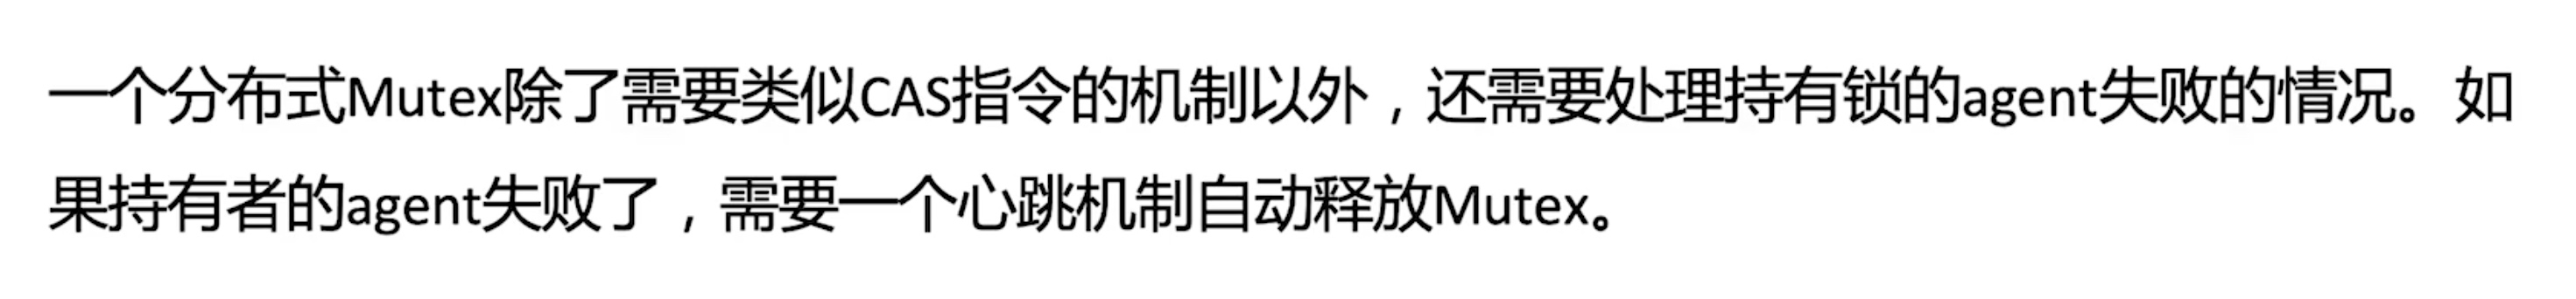 一个分布式Mutex除了需要类似CAS指令的机制以外，还需要处理持有锁的agent失败的情况。如
果持有者的agent失败了，需要一个心跳机制自动释放Mutex。